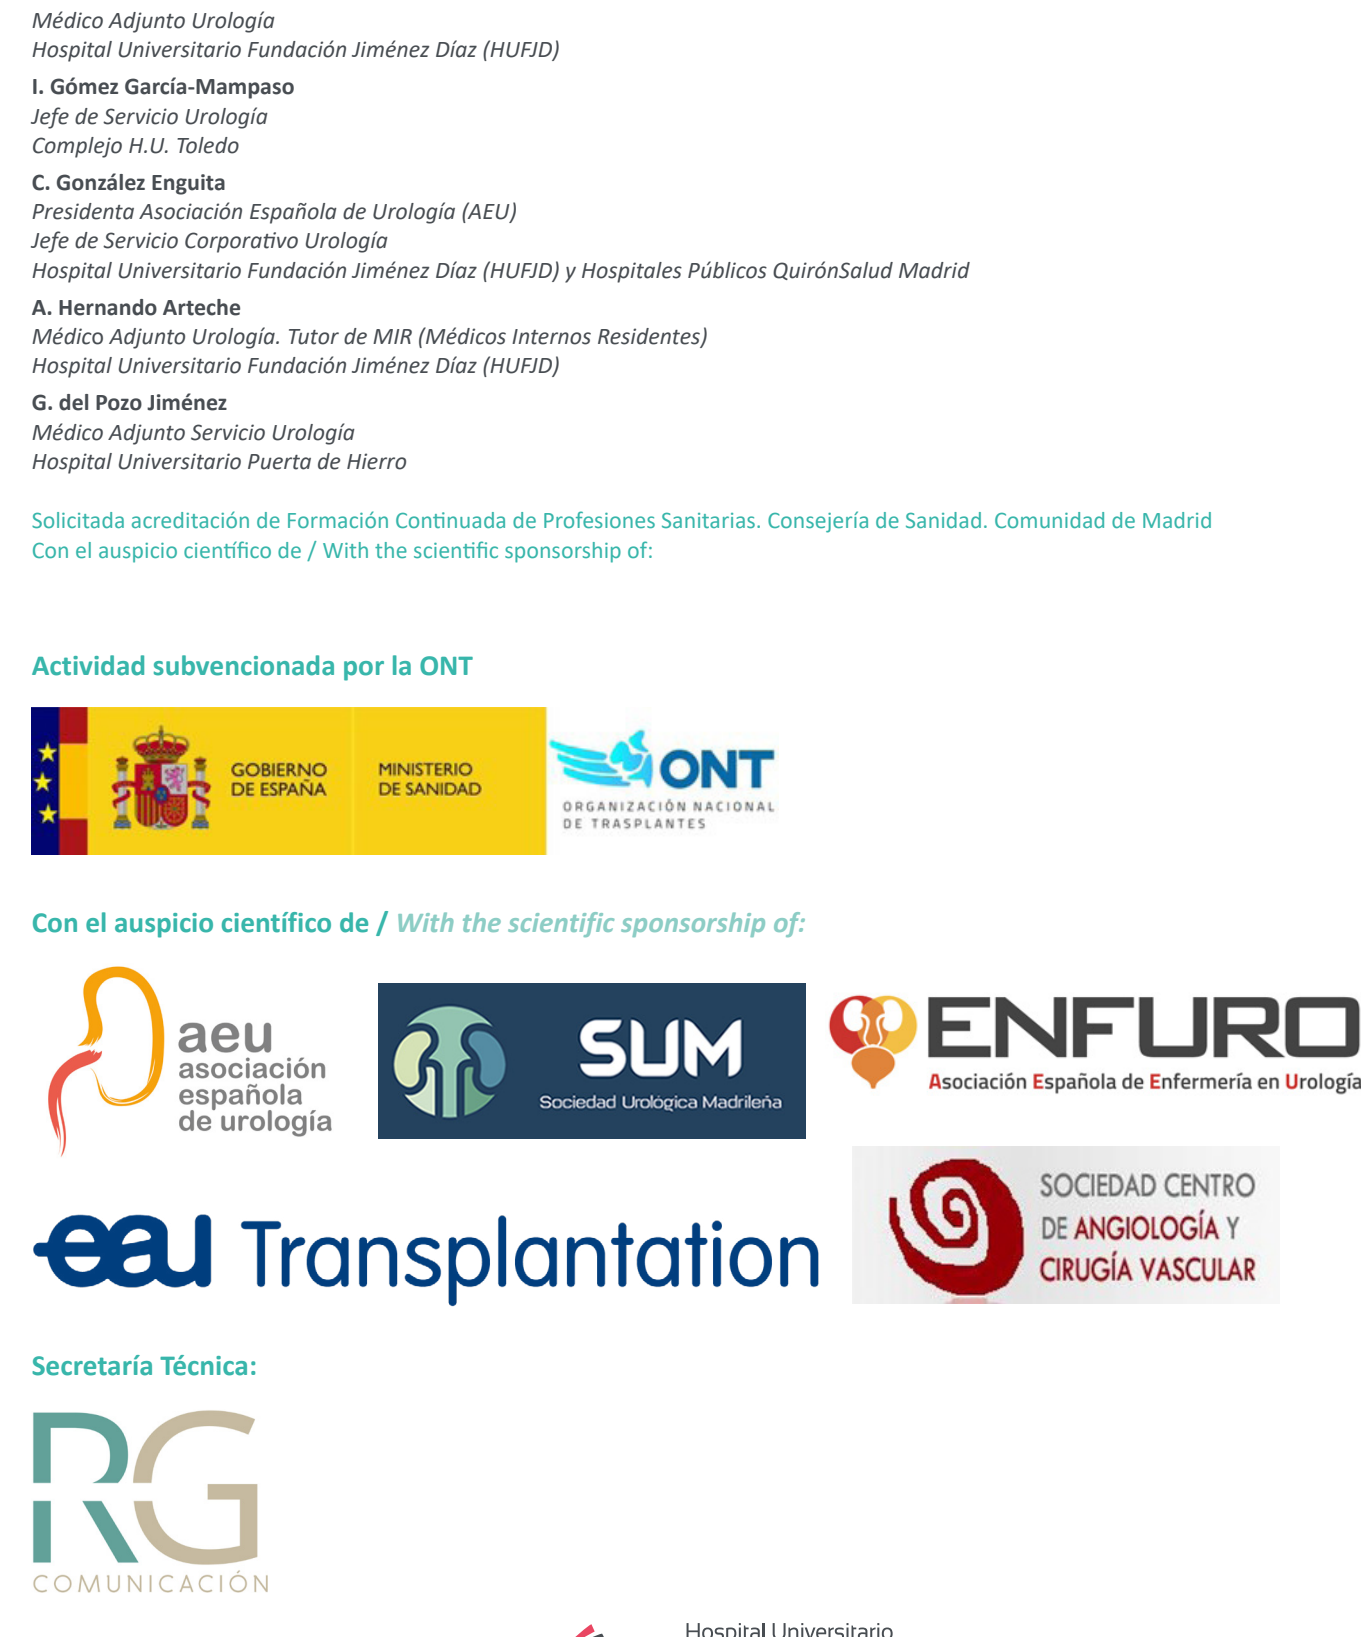 Médico Adjunto Urología
Hospital Universitario Fundación Jiménez Díaz (HUFJD)
I. Gómez García-Mampaso
Jefe de Servicio Urología
Complejo H.U. Toledo
C. González Enguita
Presidenta Asociación Española de Urología (AEU)
Jefe de Servicio Corporativo Urología
Hospital Universitario Fundación Jiménez Díaz (HUFJD) y Hospitales Públicos QuirónSalud Madrid
A. Hernando Arteche
Médico Adjunto Urología. Tutor de MIR (Médicos Internos Residentes)
Hospital Universitario Fundación Jiménez Díaz (HUFJD)
G. del Pozo Jiménez
Médico Adjunto Servicio Urología
Hospital Universitario Puerta de Hierro
Solicitada acreditación de Formación Continuada de Profesiones Sanitarias. Consejería de Sanidad. Comunidad de Madrid
Con el auspicio científico de / With the scientific sponsorship of:
Actividad subvencionada por la ONT
GOBIERNO
DE ESPAÑA
MINISTERIO
DE SANIDAD
ONT
ORGANIZACIÓN NACIONAL
DE TRASPLANTES
Con el auspicio científico de / With the scientific sponsorship of:
aeu
asociación
española
de urología
SUM
Sociedad Urológica Madrileña
ENFURO
Asociación Española de Enfermería en Urología
eau Transplantation
SOCIEDAD CENTRO
DE ANGIOLOGÍA Y
CIRUGÍA VASCULAR
Secretaría Técnica:
RG
COMUNICACIÓN
Hospital Universitario